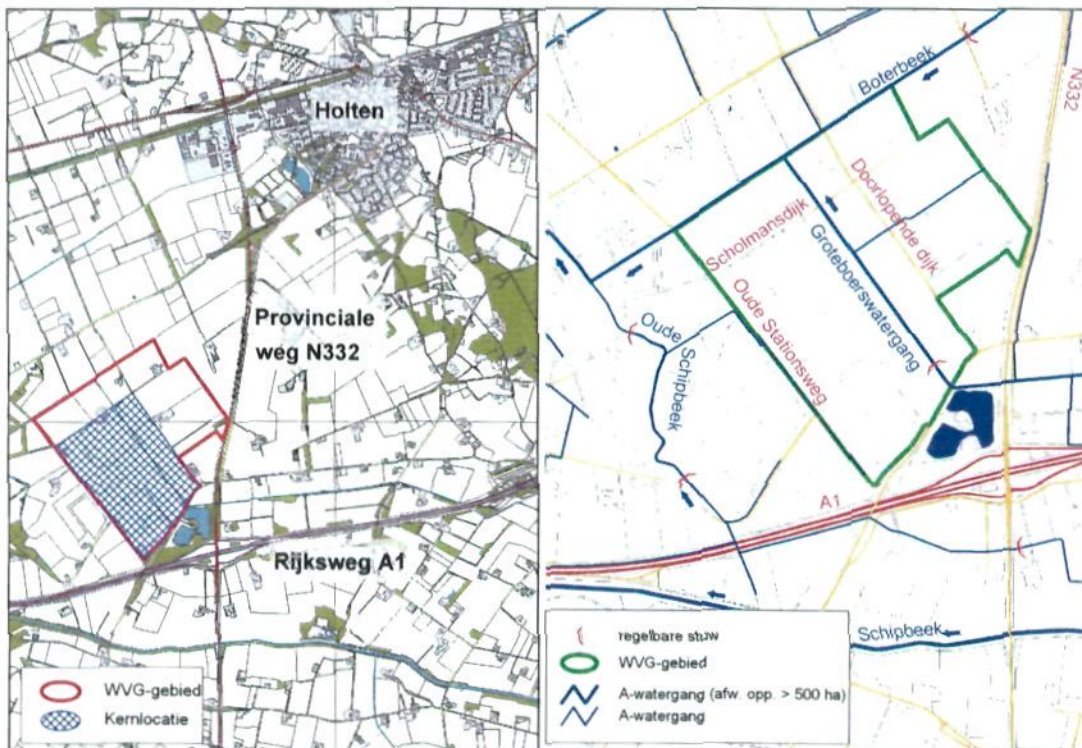 Holten
Provinciale
weg N332
Rijksweg A1
WVG-gebied
Kernlocatie
Boterbeek
N332
Doorlopende dijk
Scholmansdijk
Groteboerswatergang
Oude Stationsweg
Oude Schipbeek
A1
Schipbeek
regelbare stuw
WVG-gebied
A-watergang (afw. opp. > 500 ha)
A-watergang